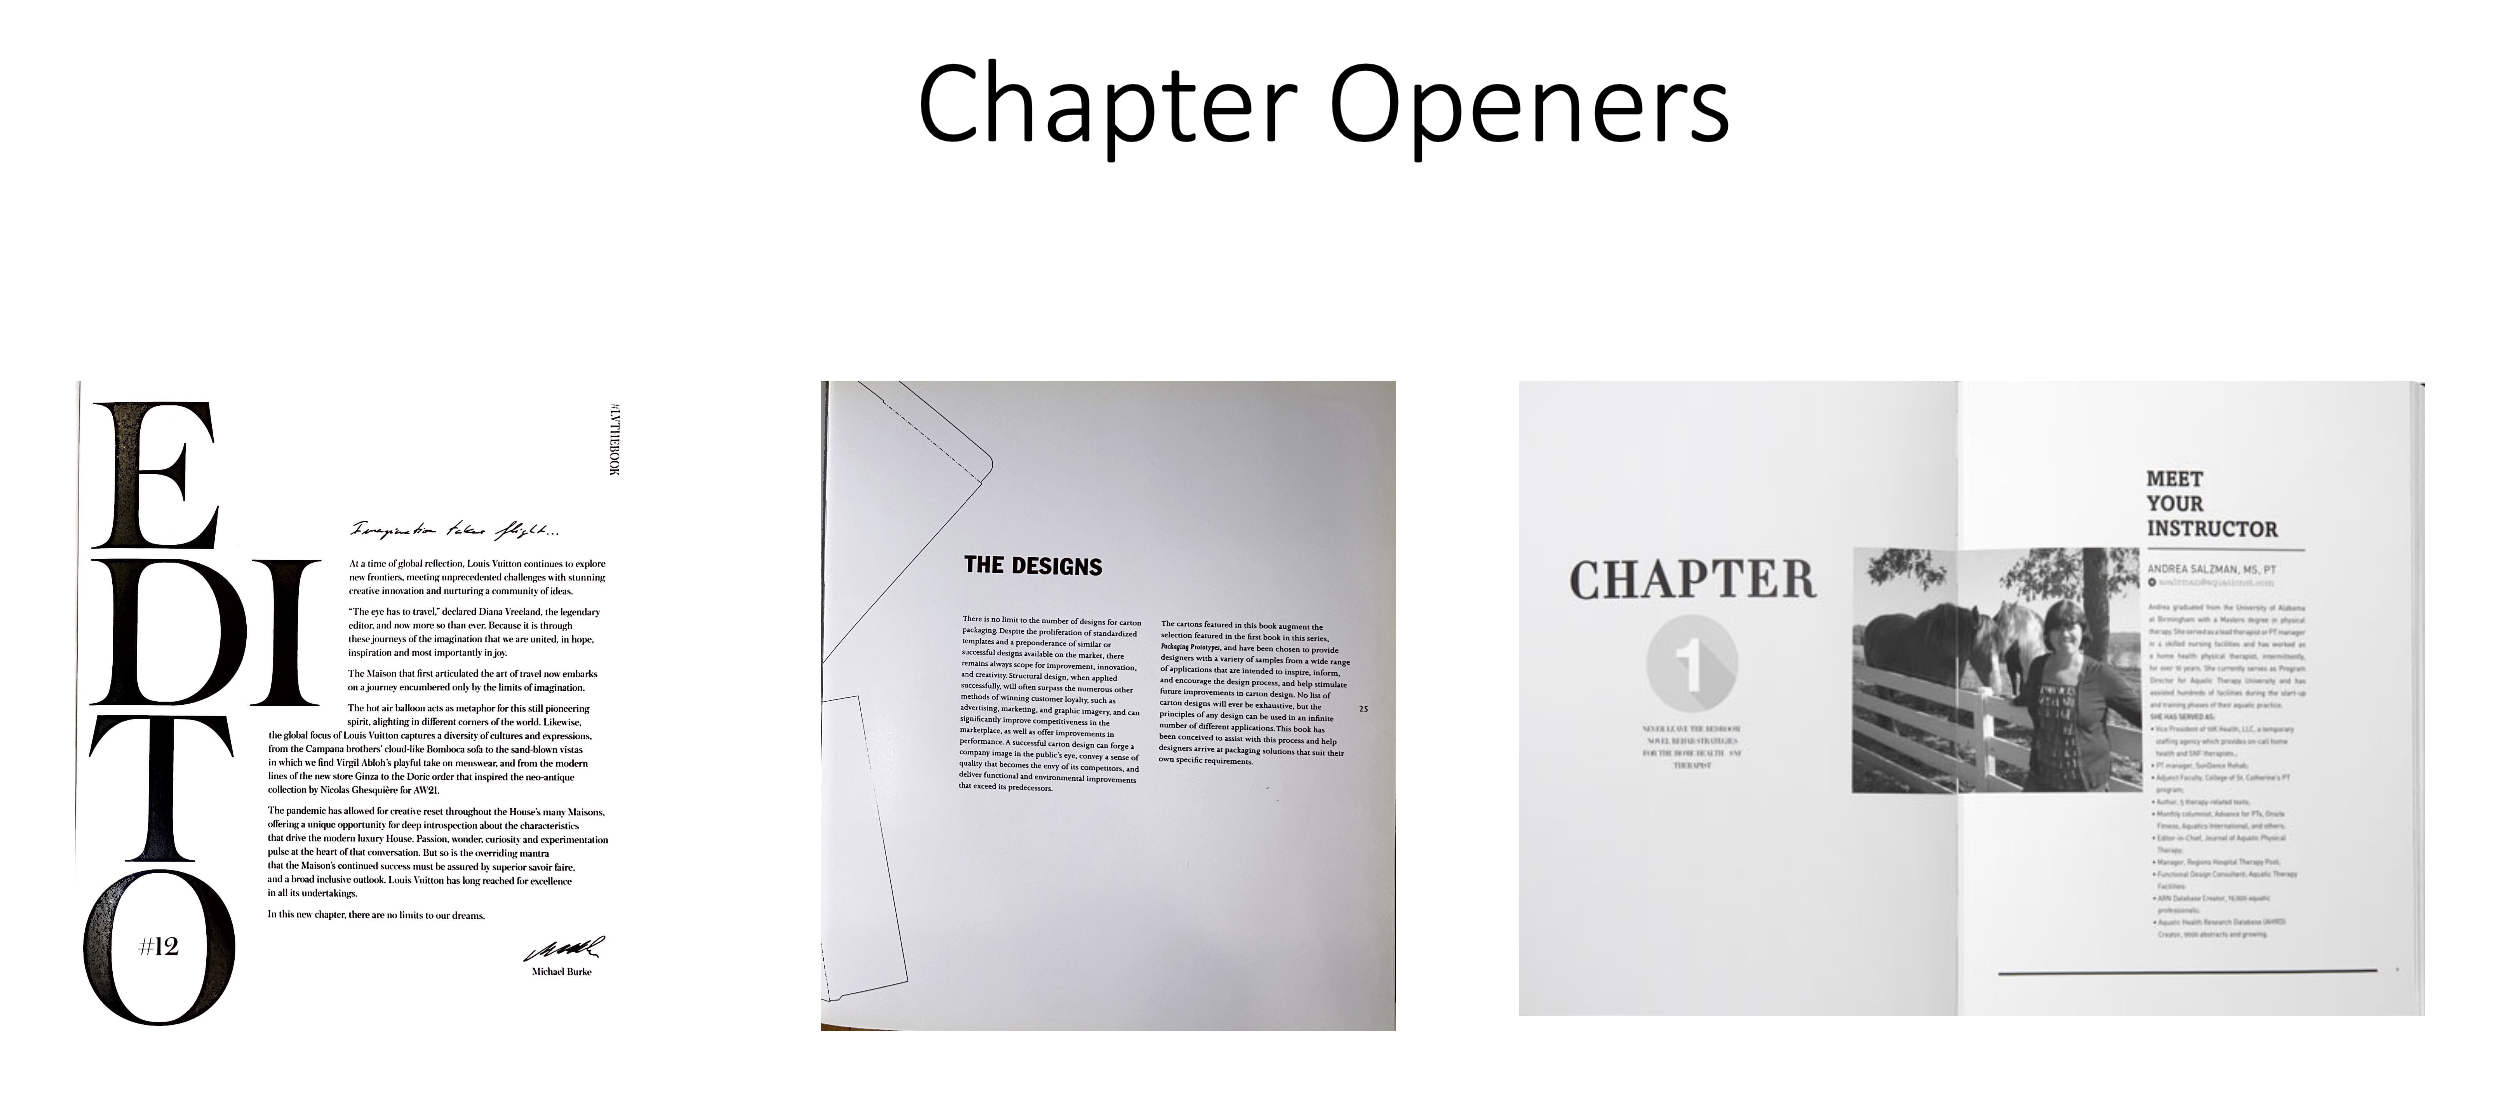 Chapter Openers
E
DI
T
O
#12
#LVTHEBOOK
Imagination takes flight...
At a time of global reflection, Louis Vuitton continues to explore
new frontiers, meeting unprecedented challenges with stunning
creative innovation and nurturing a community of ideas.
"The eye has to travel," declared Diana Vreeland, the legendary
editor, and now more so than ever. Because it is through
these journeys of the imagination that we are united, in hope,
inspiration and most importantly in joy.
The Maison that first articulated the art of travel now embarks
on a journey encumbered only by the limits of imagination.
The hot air balloon acts as metaphor for this still pioneering
spirit, alighting in different corners of the world. Likewise,
the global focus of Louis Vuitton captures a diversity of cultures and expressions,
from the Campana brothers' cloud-like Bomboca sofa to the sand-blown vistas
in which we find Virgil Abloh's playful take on menswear, and from the modern
lines of the new store Ginza to the Doric order that inspired the neo-antique
collection by Nicolas Ghesquière for AW21.
The pandemic has allowed for creative reset throughout the House's many Maisons,
offering a unique opportunity for deep introspection about the characteristics
that drive the modern luxury House. Passion, wonder, curiosity and experimentation
pulse at the heart of that conversation. But so is the overriding mantra
that the Maison's continued success must be assured by superior savoir faire,
and a broad inclusive outlook. Louis Vuitton has long reached for excellence
in all its undertakings.
In this new chapter, there are no limits to our dreams.
Michael Burke
THE DESIGNS
There is no limit to the number of designs for carton
packaging. Despite the proliferation of standardized
templates and a preponderance of similar or
successful designs available on the market, there
remains always scope for improvement, innovation,
and creativity. Structural design, when applied
successfully, will often surpass the numerous other
methods of winning customer loyalty, such as
advertising, marketing, and graphic imagery, and can
significantly improve competitiveness in the
marketplace, as well as offer improvements in
performance. A successful carton design can forge a
company image in the public's eye, convey a sense of
quality that becomes the envy of its competitors, and
deliver functional and environmental improvements
that exceed its predecessors.
The cartons featured in this book augment the
selection featured in the first book in this series,
Packaging Prototypes, and have been chosen to provide
designers with a variety of samples from a wide range
of applications that are intended to inspire, inform,
and encourage the design process, and help stimulate
future improvements in carton design. No list of
carton designs will ever be exhaustive, but the
principles of any design can be used in an infinite
number of different applications. This book has
been conceived to assist with this process and help
designers arrive at packaging solutions that suit their
own specific requirements.
25
CHAPTER
1
NEVER LEAVE THE BEDROOM
NOVEL REHAB STRATEGIES
FOR THE HOME HEALTH SNF
THERAPIST
MEET
YOUR
INSTRUCTOR
ANDREA SALZMAN, MS, PT
Andrea graduated from the University of Alabama
at Birmingham with a Masters degree in physical
therapy. She served as a lead therapist or PT manager
in 4 skilled nursing facilities and has worked as
a home health physical therapist, intermittently,
for over 10 years. She currently serves as Program
Director for Aquatic Therapy University and has
assisted hundreds of facilities during the start-up
and training phases of their aquatic practice.
SHE HAS SERVED AS:
• Vice President of Health, LLC, a temporary
staffing agency which provides on-call home
health and SNF therapists.;
• PT manager, SunDance Rehab;
• Adjunct Faculty, College of St. Catherine's PT
program;
• Author, 5 therapy-related texts;
• Monthly columnist, Advance for PTs, Onsite
Fitness, Aquatics International, and others;
• Editor-in-Chief, Journal of Aquatic Physical
Therapy;
• Manager, Regions Hospital Therapy Pool;
• Functional Design Consultant, Aquatic Therapy
Facilities;
• ARN Database Creator, 10,000 aquatic
professionals;
• Aquatic Health Research Database (AHRD)
Creator, 9000 abstracts and growing.